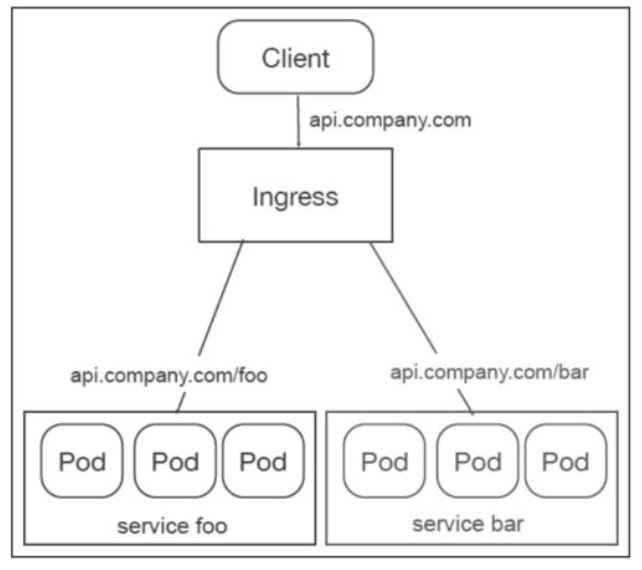 Client
api.company.com
Ingress
api.company.com/foo
api.company.com/bar
Pod Pod Pod
service foo
Pod Pod Pod
service bar